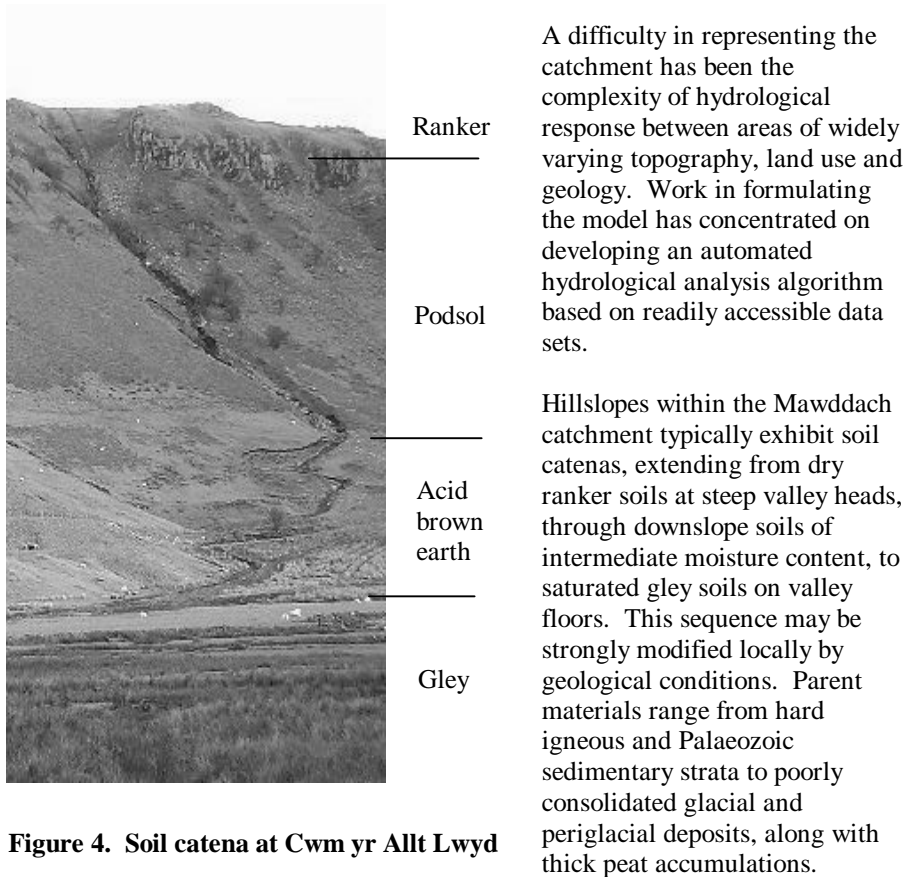 Ranker
Podsol
Acid
brown
earth
Gley
Figure 4.  Soil catena at Cwm yr Allt Lwyd
A difficulty in representing the
catchment has been the
complexity of hydrological
response between areas of widely
varying topography, land use and
geology.  Work in formulating
the model has concentrated on
developing an automated
hydrological analysis algorithm
based on readily accessible data
sets.
Hillslopes within the Mawddach
catchment typically exhibit soil
catenas, extending from dry
ranker soils at steep valley heads,
through downslope soils of
intermediate moisture content, to
saturated gley soils on valley
floors.  This sequence may be
strongly modified locally by
geological conditions.  Parent
materials range from hard
igneous and Palaeozoic
sedimentary strata to poorly
consolidated glacial and
periglacial deposits, along with
thick peat accumulations.